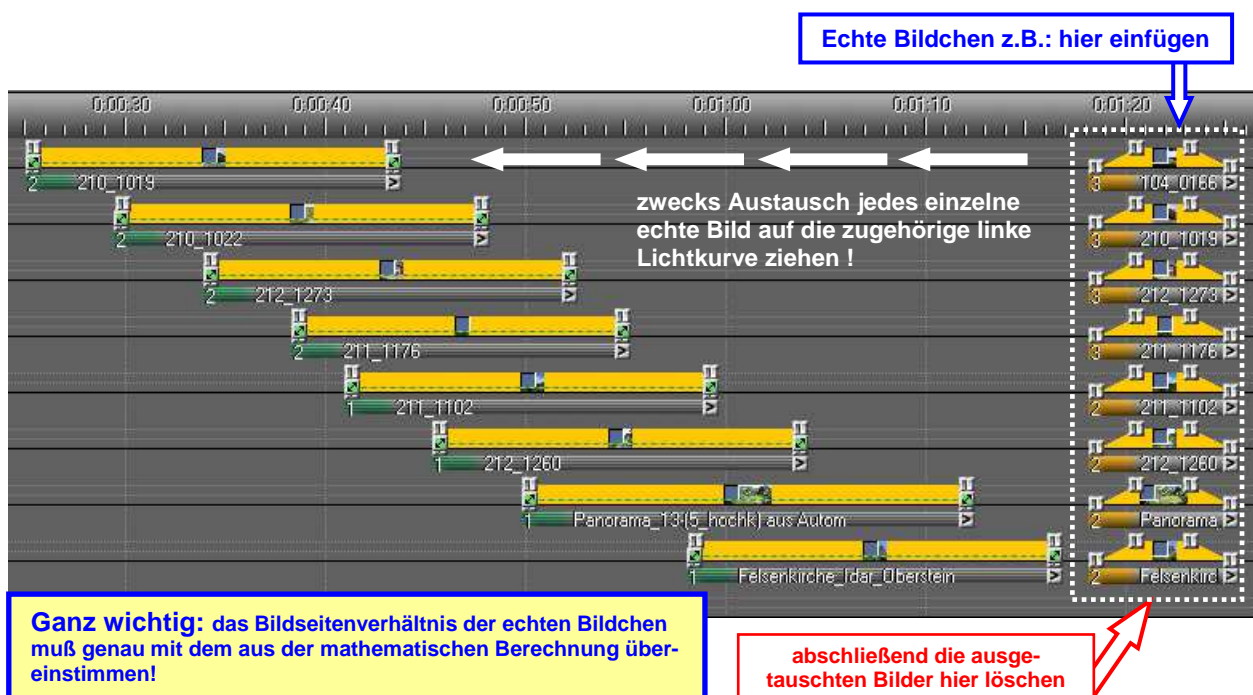 Echte Bildchen z.B.: hier einfügen
0:00:30 0:00:40 0:00:50 0:01:00 0:01:10 0:01:20
2 210_1019
3 104_0166
zwecks Austausch jedes einzelne
echte Bild auf die zugehörige linke
Lichtkurve ziehen !
2 210_1022
3 210_1019
2 212_1273
3 212_1273
2 211_1176
3 211_1176
1 211_1102
2 211_1102
1 212_1260
2 212_1260
1 Panorama_13-(5_hochk) aus Autom
2 Panorama_
1 Felsenkirche_Idar_Oberstein
2 Felsenkird
Ganz wichtig: das Bildseitenverhältnis der echten Bildchen
muß genau mit dem aus der mathematischen Berechnung über-
einstimmen!
abschließend die ausge-
tauschten Bilder hier löschen